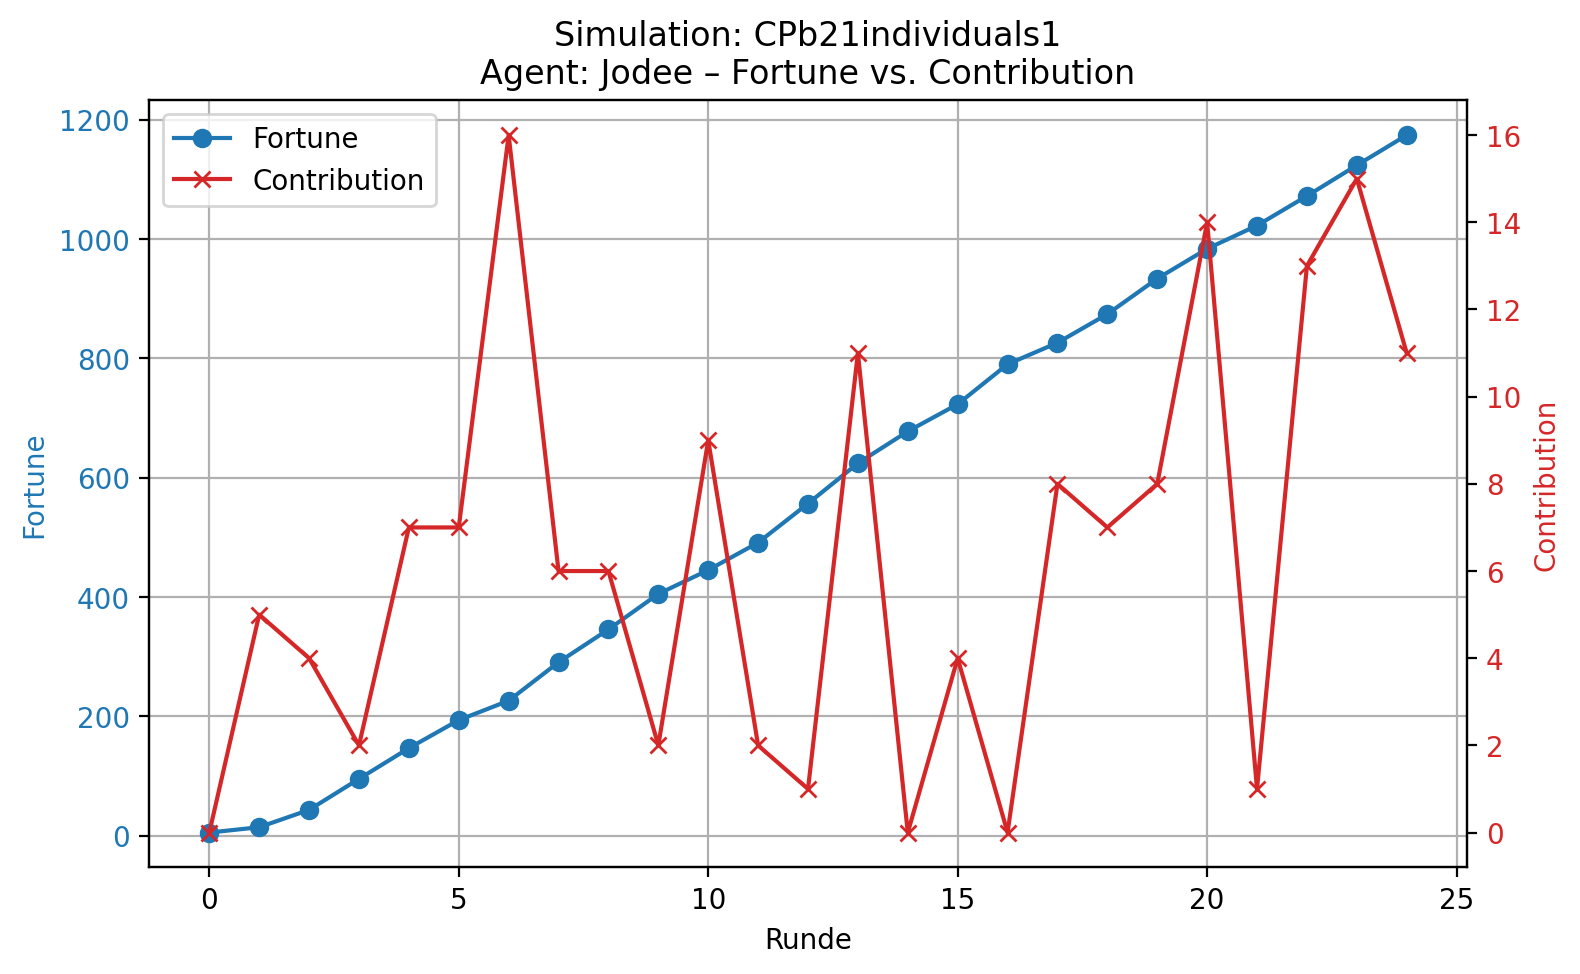 Simulation: CPb21individuals1
Agent: Jodee – Fortune vs. Contribution
Fortune
Contribution
1200
1000
800
600
400
200
0
Fortune
16
14
12
10
8
6
4
2
0
Contribution
0 5 10 15 20 25
Runde